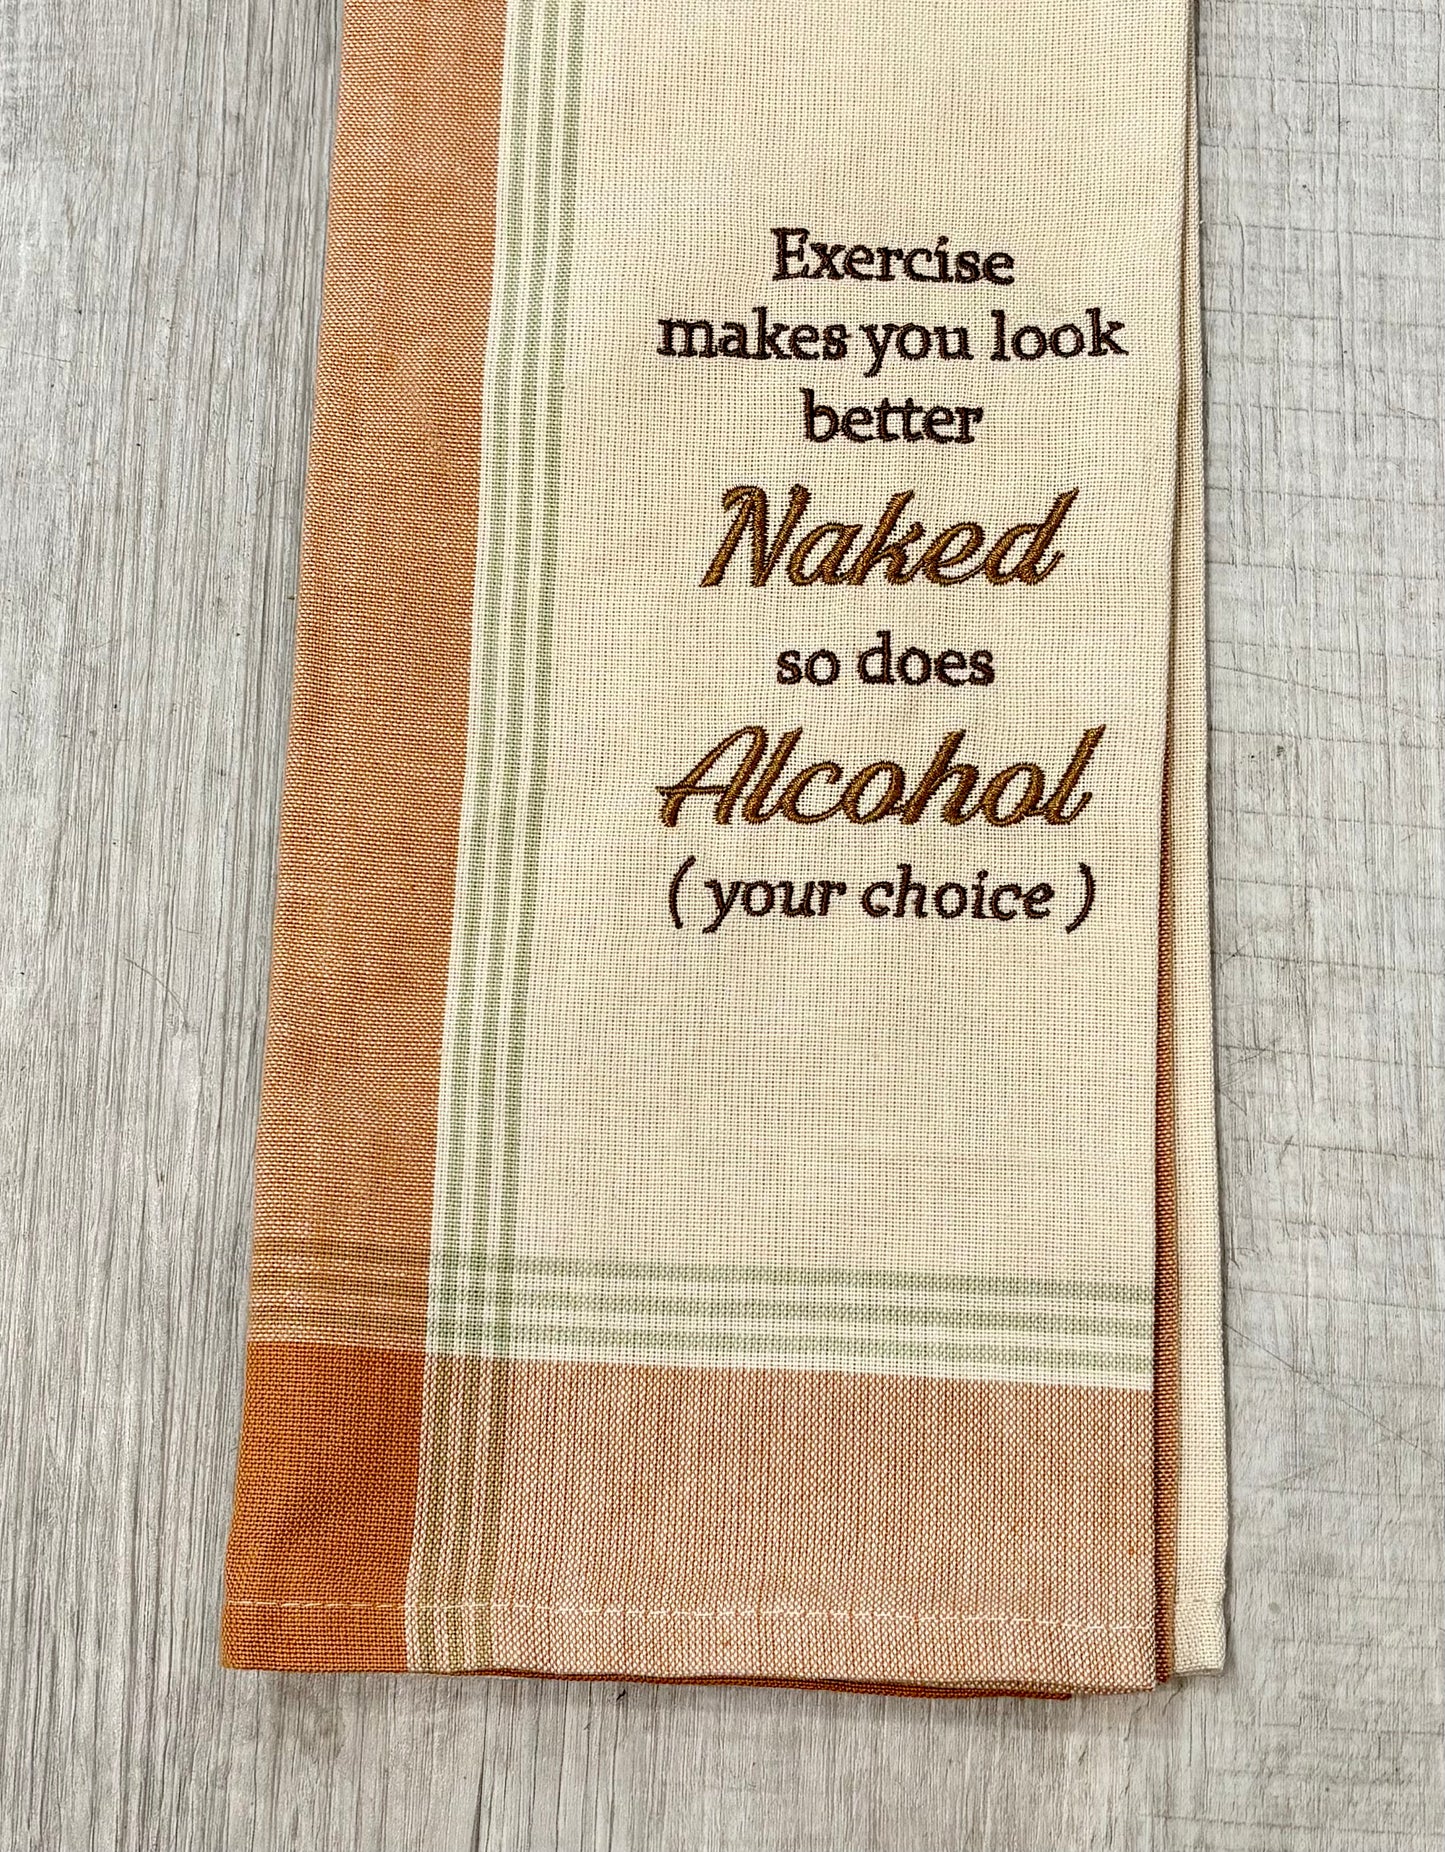 Exercise
makes you look
better
Naked
so does
Alcohol
( your choice )